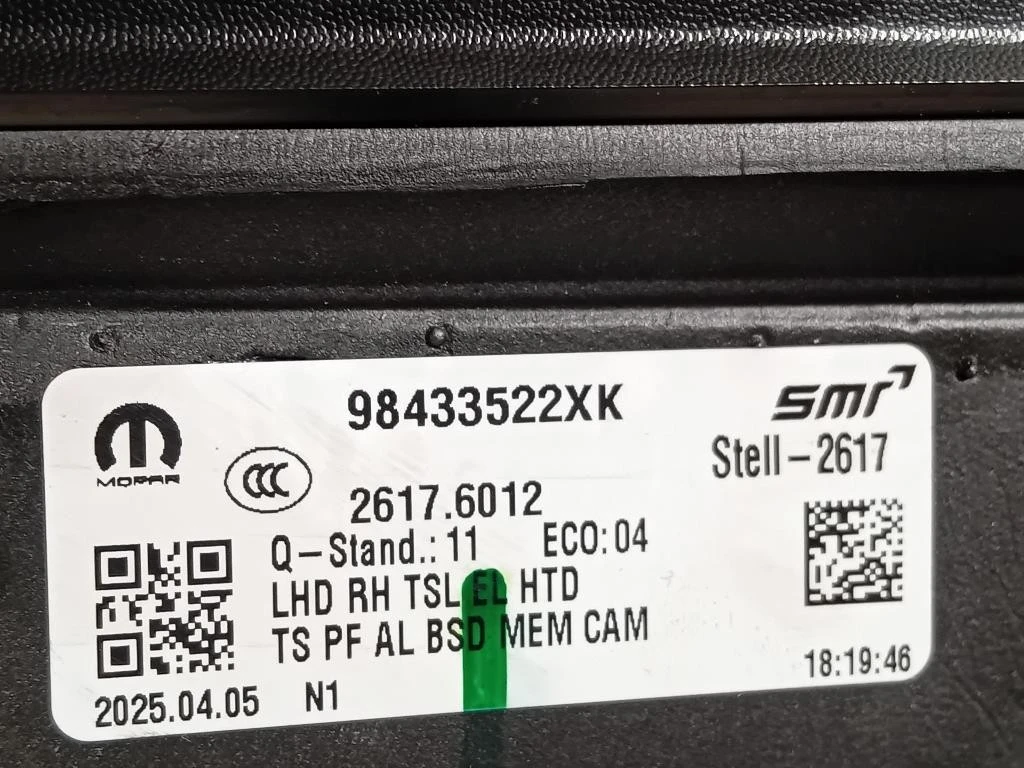 98433522XK
smr
MOPAR
CCC
Stell-2617
2617.6012
Q-Stand.: 11 ECO: 04
LHD RH TSL EL HTD
TS PF AL BSD MEM CAM
2025.04.05 N1
18:19:46